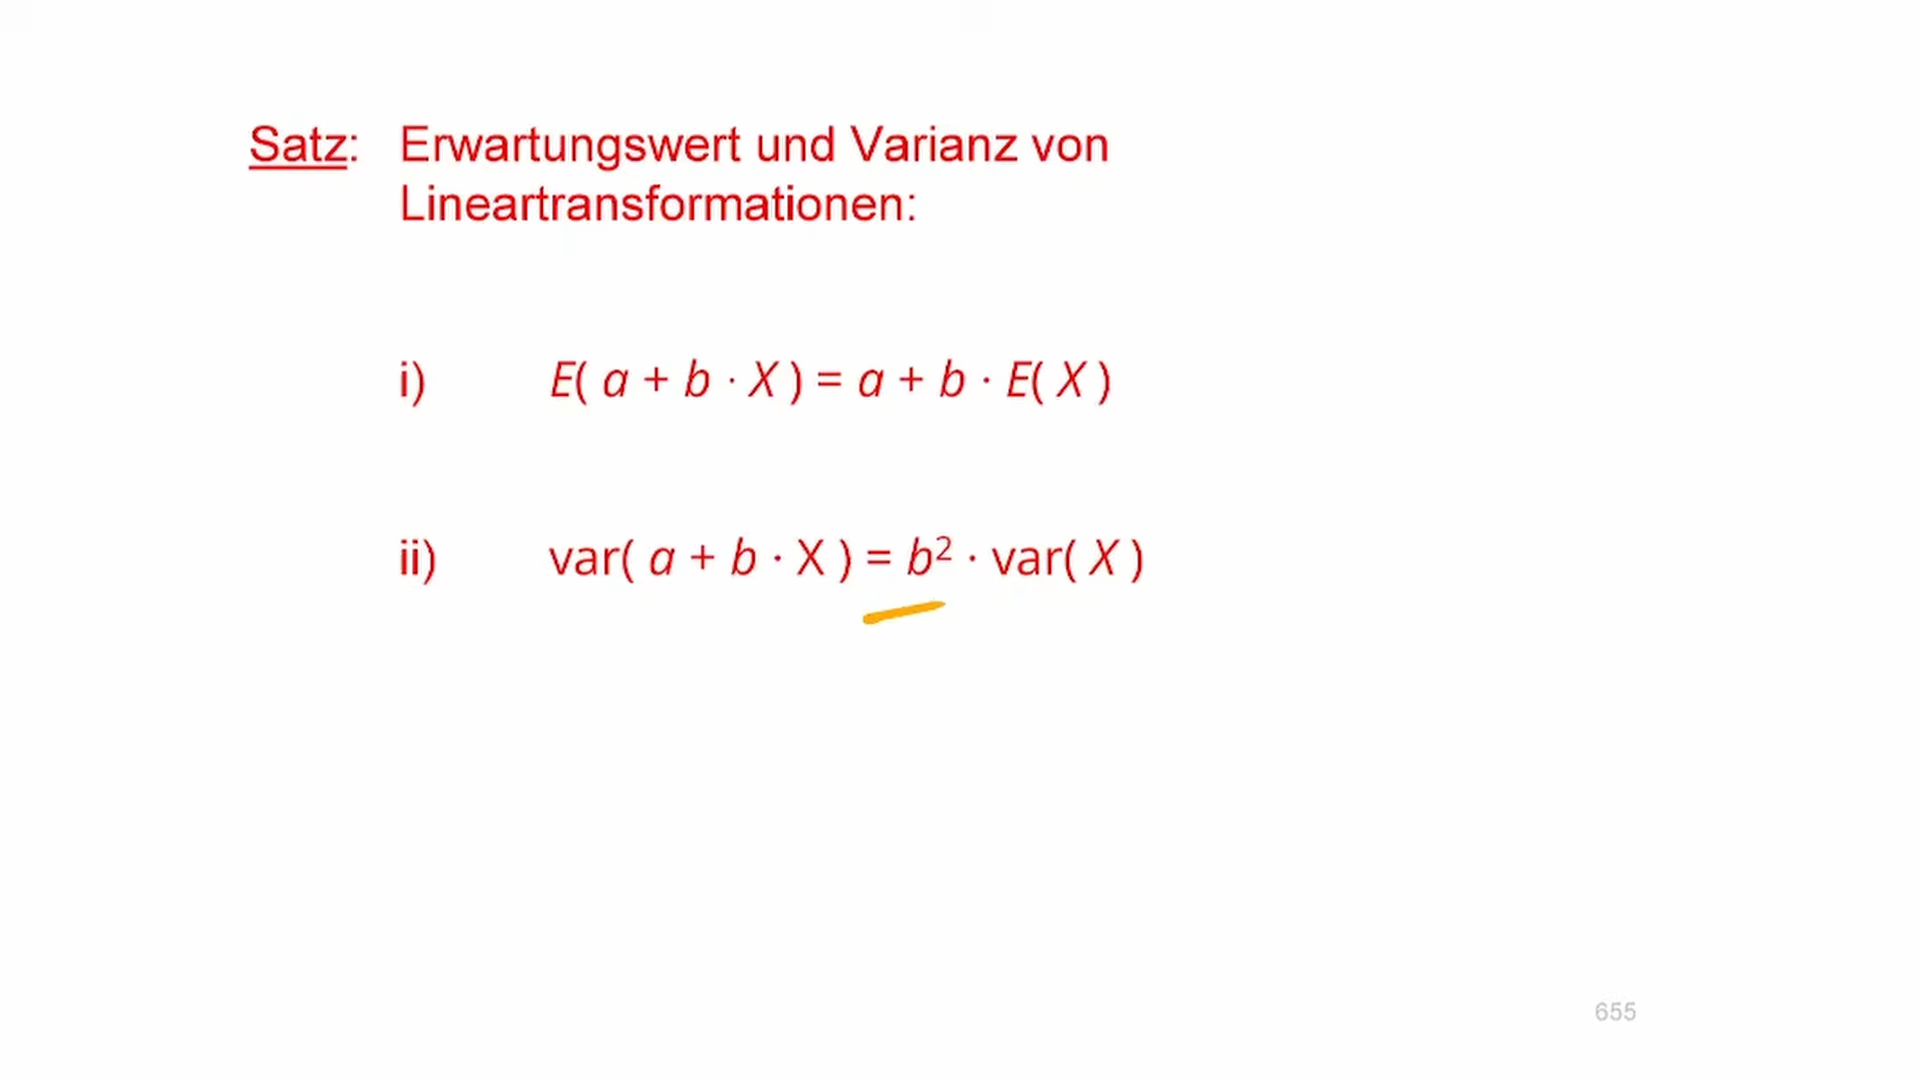 Satz: Erwartungswert und Varianz von
Lineartransformationen:
i) E( a + b · X ) = a + b · E( X )
ii) var( a + b · X ) = b² · var( X )
655